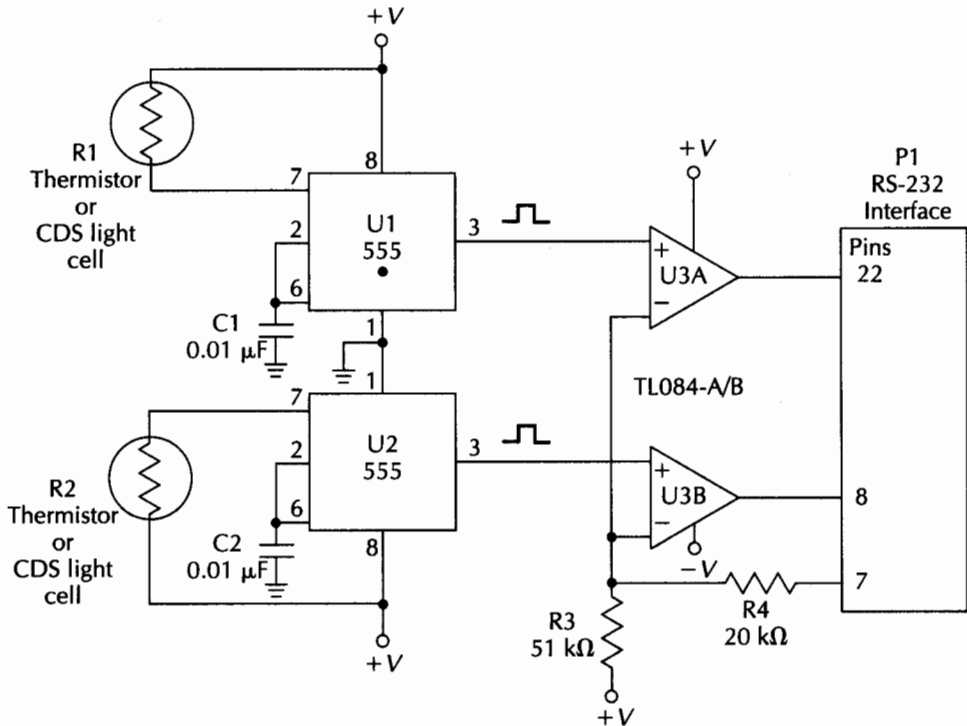 +V
R1
Thermistor
or
CDS light
cell
8
7
2
6
1
U1
555
3
C1
0.01 μF
+V
U3A
+
−
P1
RS-232
Interface
Pins
22
8
7
TL084-A/B
1
7
2
6
8
U2
555
3
R2
Thermistor
or
CDS light
cell
C2
0.01 μF
+V
+
−
U3B
−V
R4
20 kΩ
R3
51 kΩ
+V